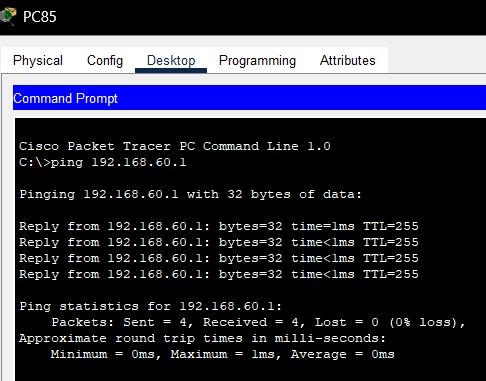 PC85
Physical Config Desktop Programming Attributes
Command Prompt
Cisco Packet Tracer PC Command Line 1.0
C:\>ping 192.168.60.1
Pinging 192.168.60.1 with 32 bytes of data:
Reply from 192.168.60.1: bytes=32 time=1ms TTL=255
Reply from 192.168.60.1: bytes=32 time<1ms TTL=255
Reply from 192.168.60.1: bytes=32 time<1ms TTL=255
Reply from 192.168.60.1: bytes=32 time<1ms TTL=255
Ping statistics for 192.168.60.1:
Packets: Sent = 4, Received = 4, Lost = 0 (0% loss),
Approximate round trip times in milli-seconds:
Minimum = 0ms, Maximum = 1ms, Average = 0ms